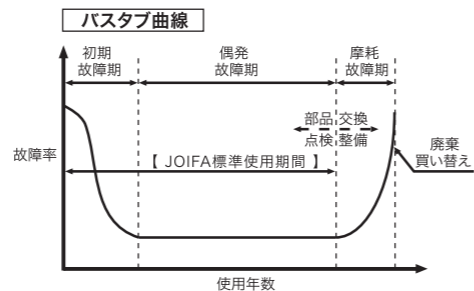 バスタブ曲線
初期
故障期
偶発
故障期
摩耗
故障期
部品 交換
点検 整備
故障率
【 JOIFA標準使用期間 】
廃棄
買い替え
使用年数